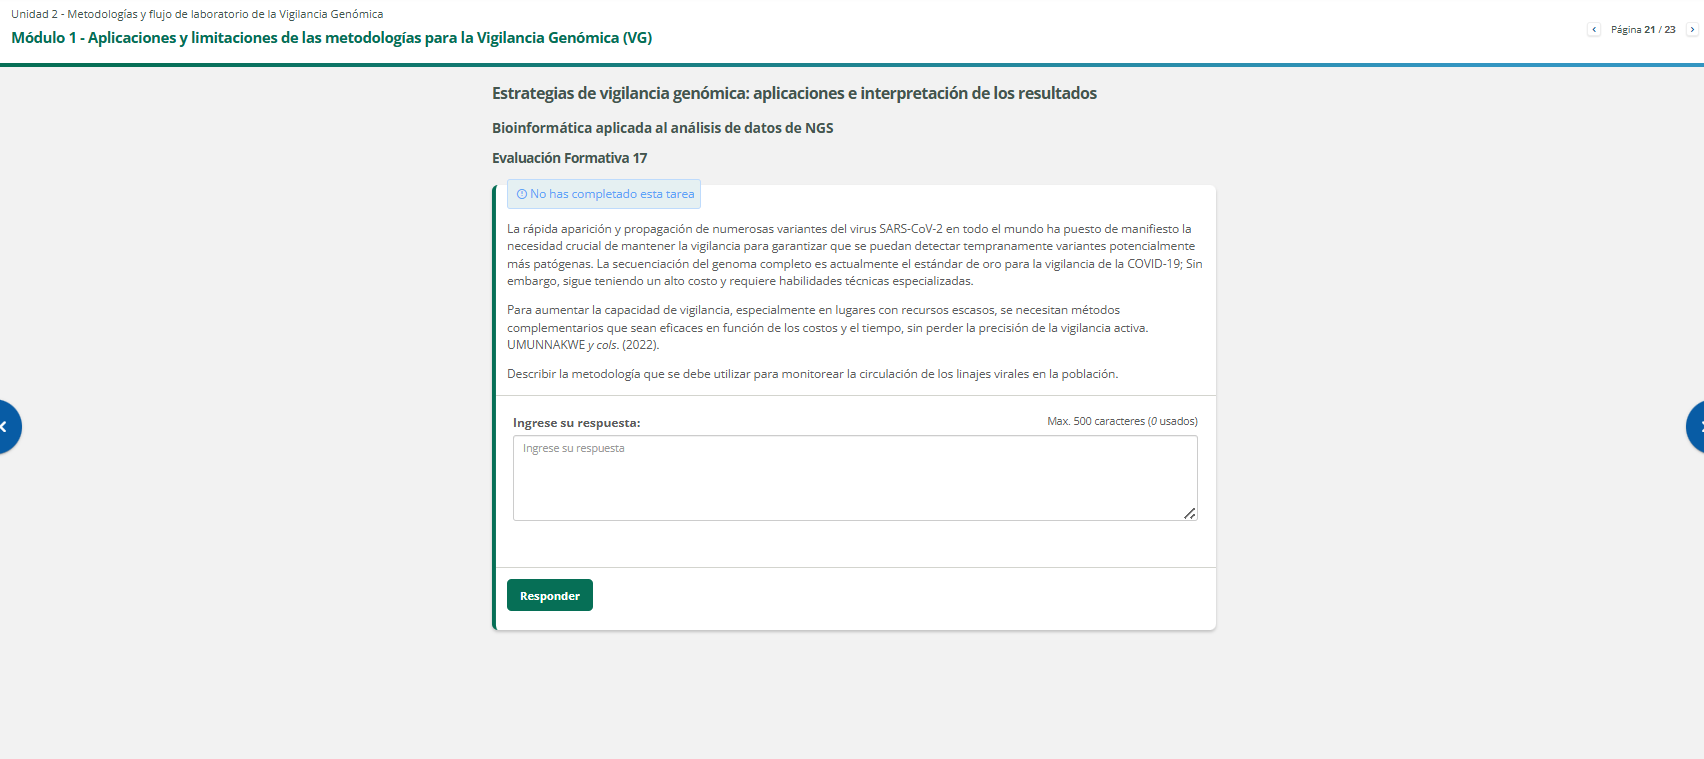 Unidad 2 - Metodologías y flujo de laboratorio de la Vigilancia Genómica
Módulo 1 - Aplicaciones y limitaciones de las metodologías para la Vigilancia Genómica (VG)
Página 21 / 23
Estrategias de vigilancia genómica: aplicaciones e interpretación de los resultados
Bioinformática aplicada al análisis de datos de NGS
Evaluación Formativa 17
No has completado esta tarea
La rápida aparición y propagación de numerosas variantes del virus SARS-CoV-2 en todo el mundo ha puesto de manifiesto la
necesidad crucial de mantener la vigilancia para garantizar que se puedan detectar tempranamente variantes potencialmente
más patógenas. La secuenciación del genoma completo es actualmente el estándar de oro para la vigilancia de la COVID-19; Sin
embargo, sigue teniendo un alto costo y requiere habilidades técnicas especializadas.
Para aumentar la capacidad de vigilancia, especialmente en lugares con recursos escasos, se necesitan métodos
complementarios que sean eficaces en función de los costos y el tiempo, sin perder la precisión de la vigilancia activa.
UMUNNAKWE y cols. (2022).
Describir la metodología que se debe utilizar para monitorear la circulación de los linajes virales en la población.
Ingrese su respuesta:
Max. 500 caracteres (0 usados)
Ingrese su respuesta
Responder